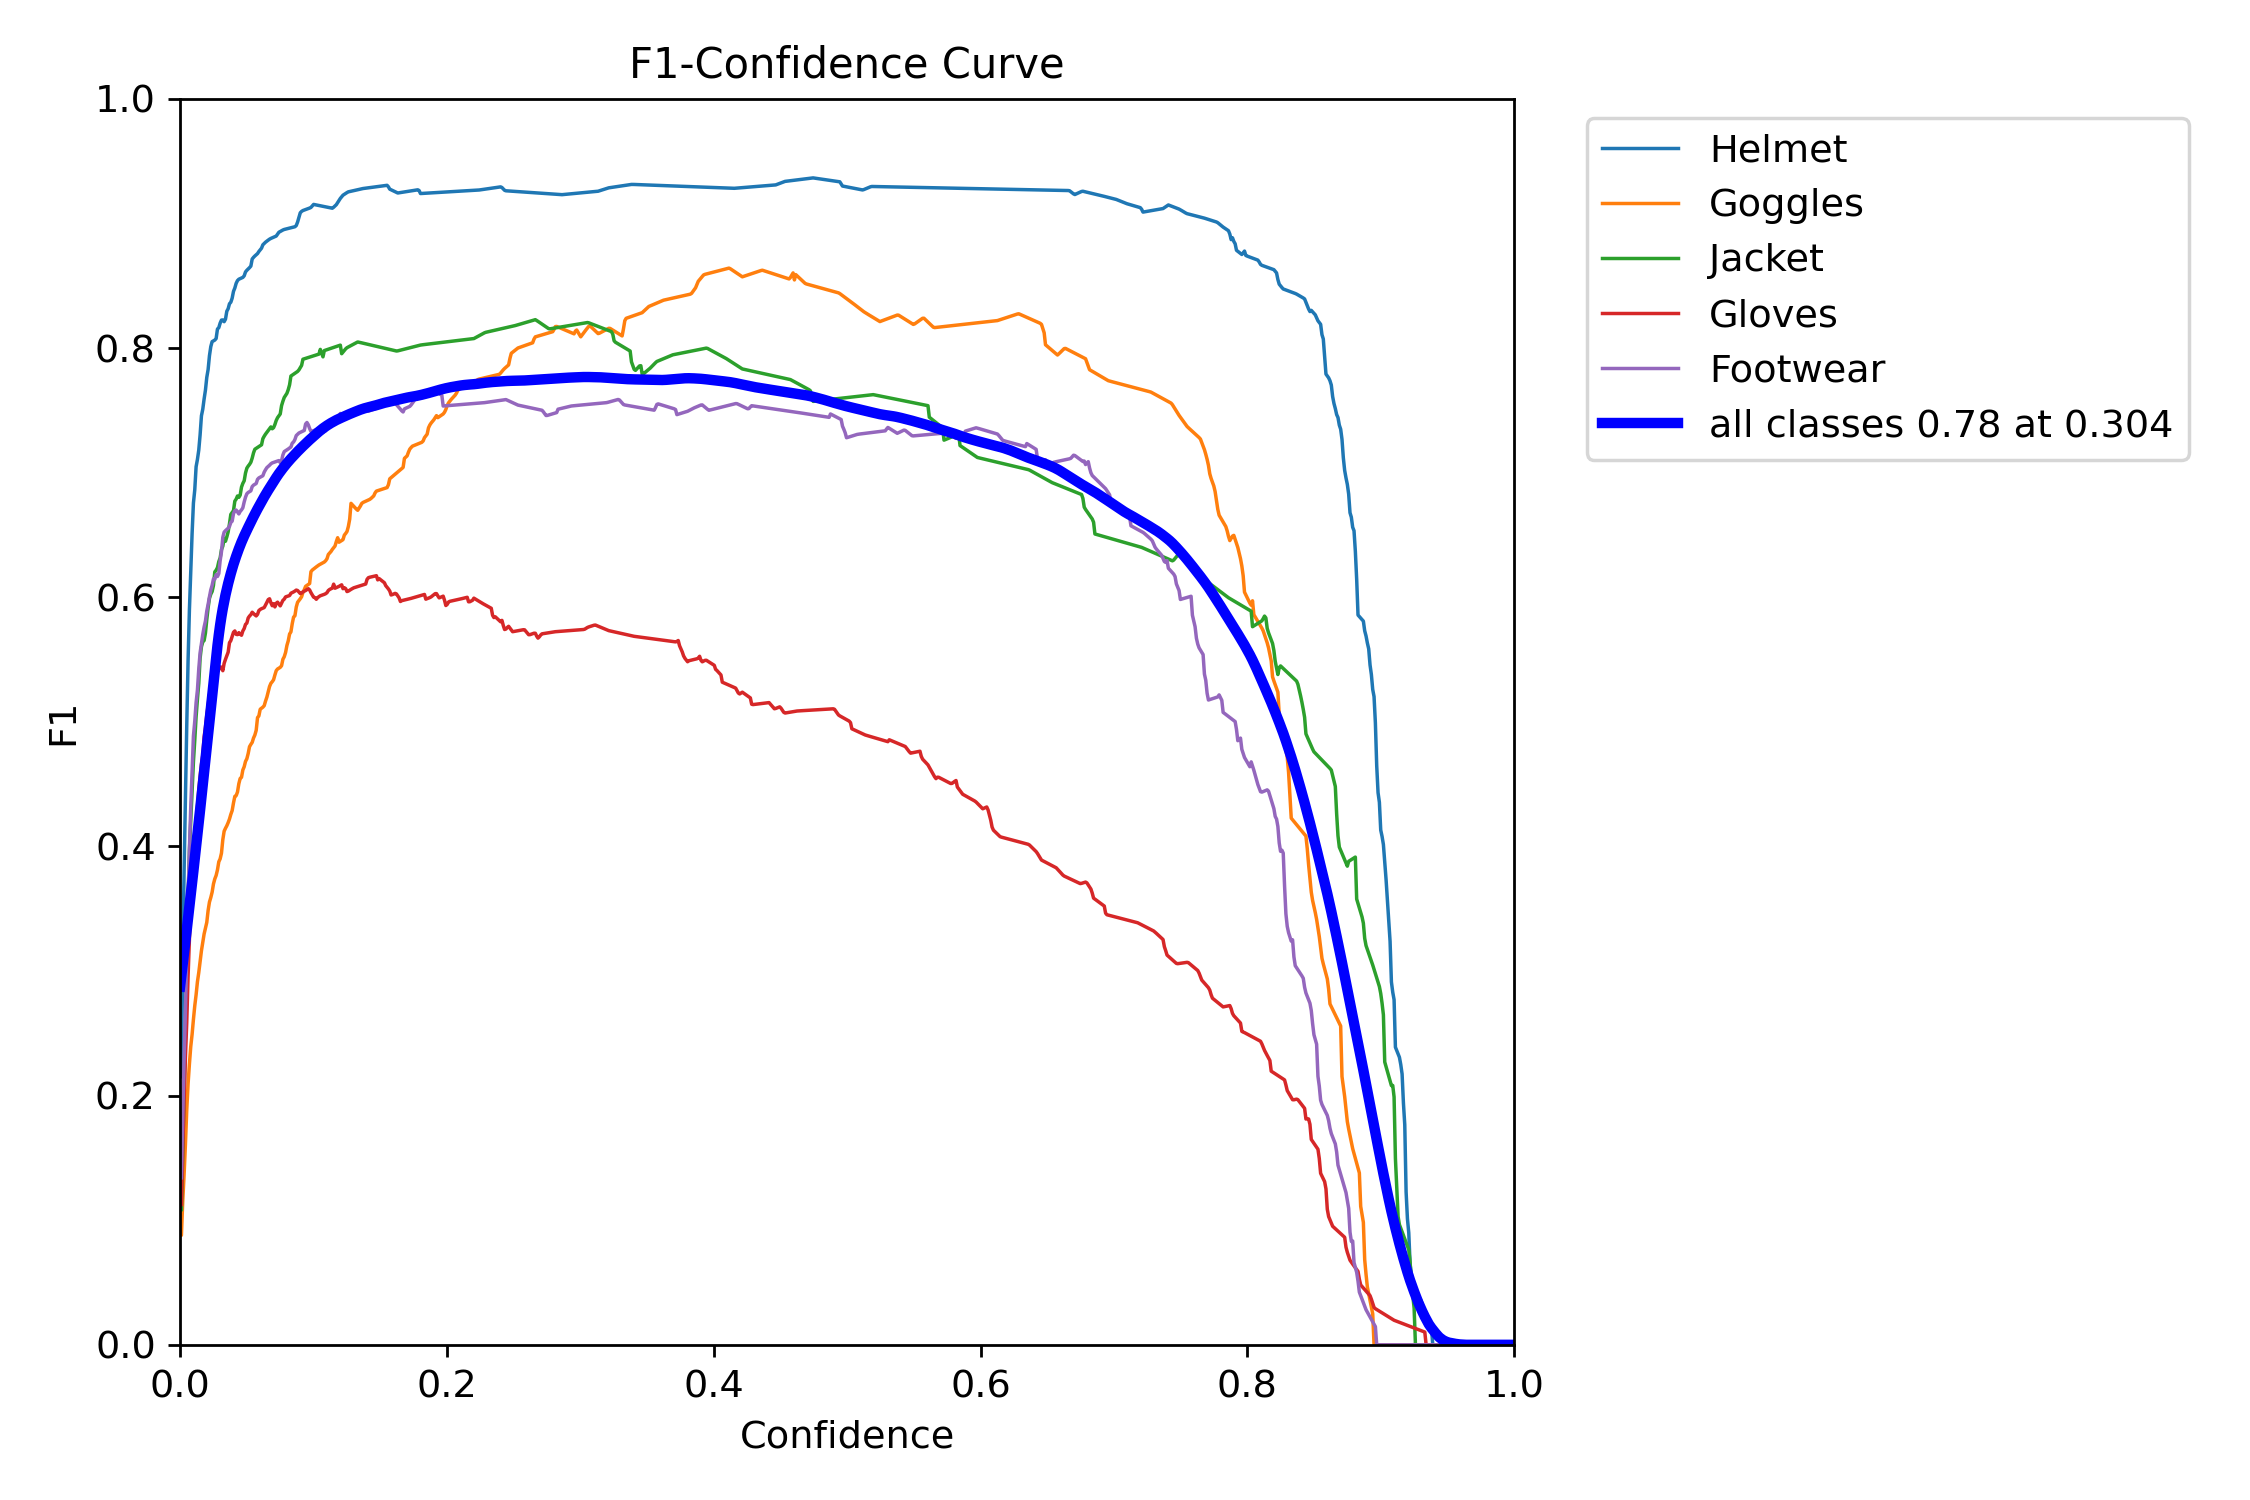 F1-Confidence Curve
1.0
0.8
0.6
0.4
0.2
0.0
F1
0.0 0.2 0.4 0.6 0.8 1.0
Confidence
Helmet
Goggles
Jacket
Gloves
Footwear
all classes 0.78 at 0.304